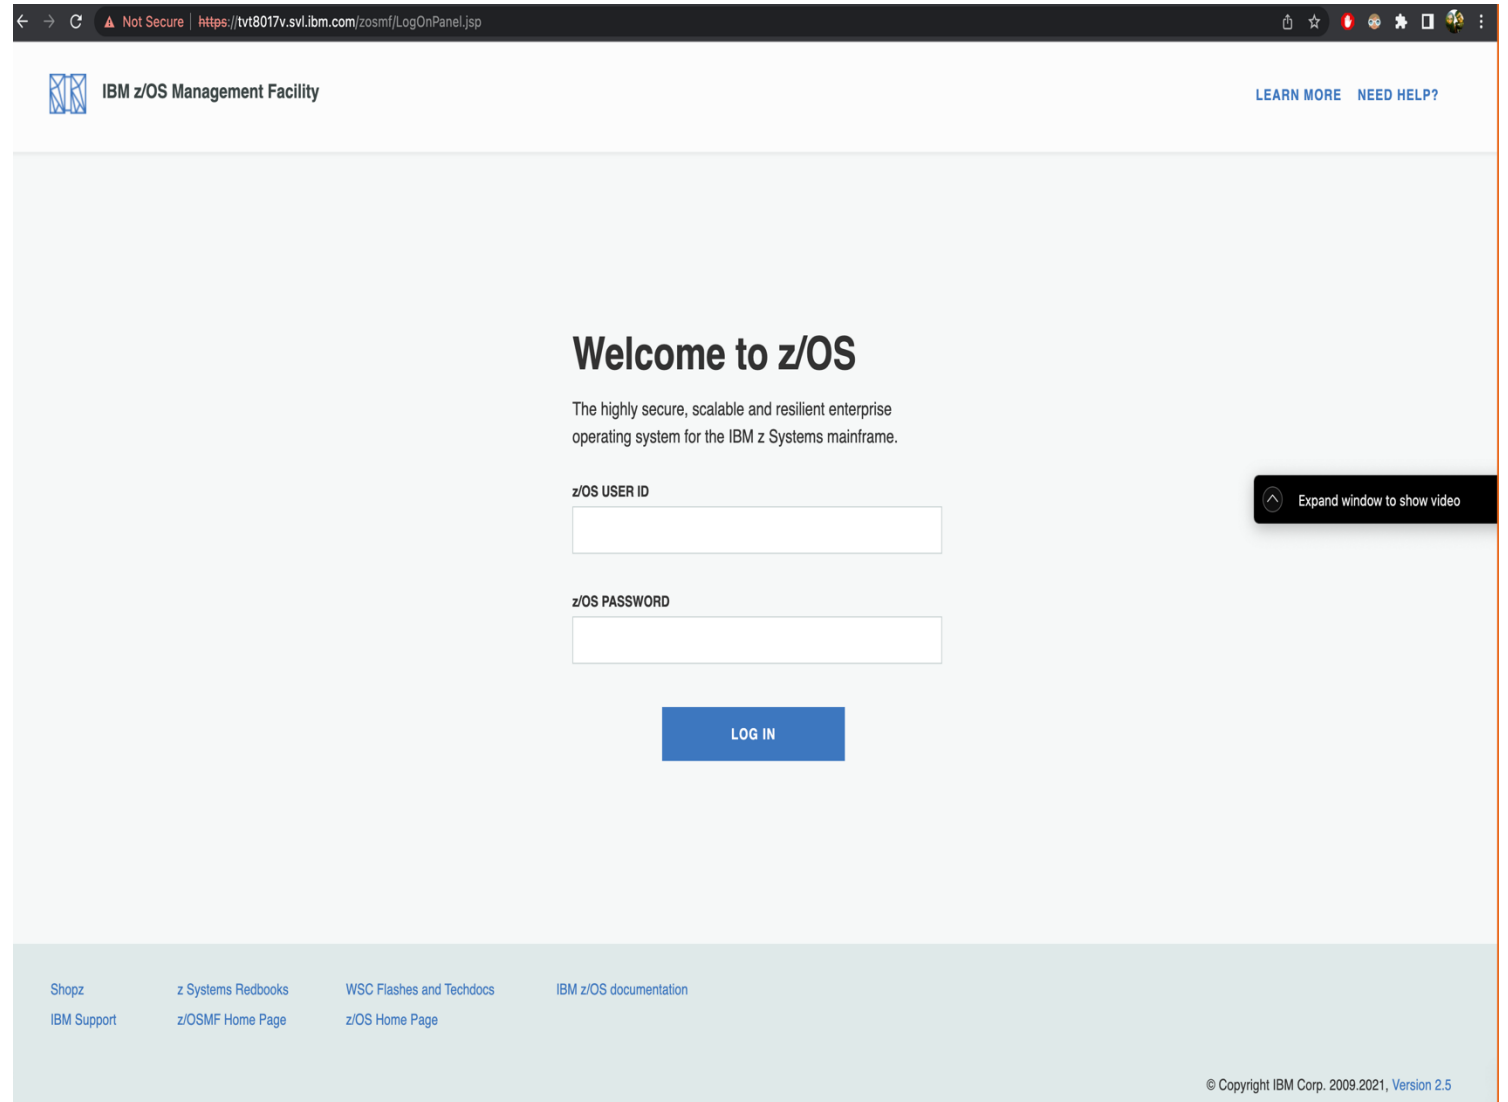 Not Secure | https://tvt8017v.svl.ibm.com/zosmf/LogOnPanel.jsp
IBM z/OS Management Facility
LEARN MORE NEED HELP?
Welcome to z/OS
The highly secure, scalable and resilient enterprise
operating system for the IBM z Systems mainframe.
z/OS USER ID
Expand window to show video
z/OS PASSWORD
LOG IN
Shopz z Systems Redbooks WSC Flashes and Techdocs IBM z/OS documentation
IBM Support z/OSMF Home Page z/OS Home Page
© Copyright IBM Corp. 2009.2021, Version 2.5